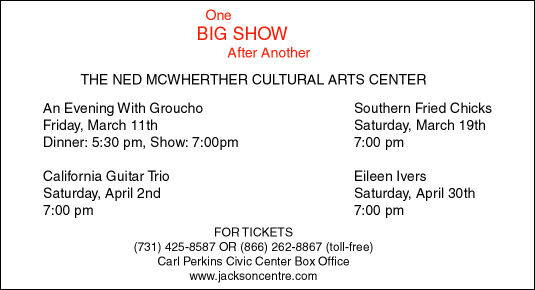 One
BIG SHOW
After Another
THE NED MCWHERTHER CULTURAL ARTS CENTER
An Evening With Groucho
Friday, March 11th
Dinner: 5:30 pm, Show: 7:00pm
Southern Fried Chicks
Saturday, March 19th
7:00 pm
California Guitar Trio
Saturday, April 2nd
7:00 pm
Eileen Ivers
Saturday, April 30th
7:00 pm
FOR TICKETS
(731) 425-8587 OR (866) 262-8867 (toll-free)
Carl Perkins Civic Center Box Office
www.jacksoncentre.com